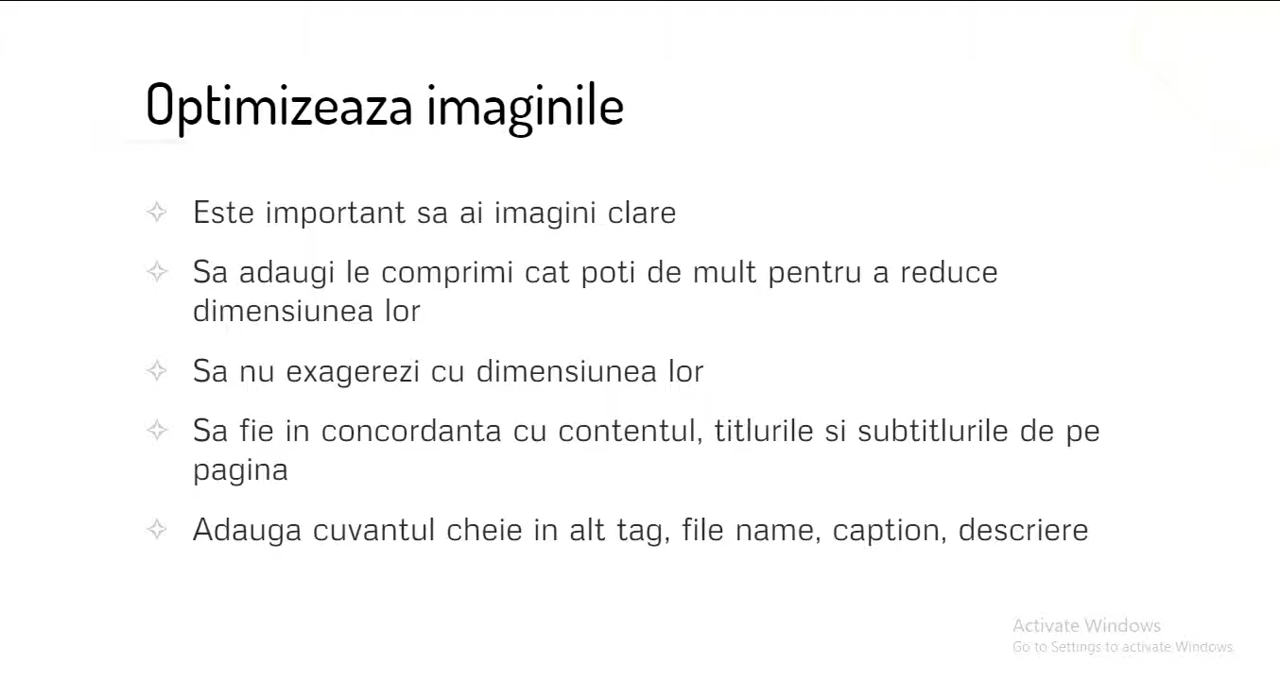 Optimizeaza imaginile
Este important sa ai imagini clare
Sa adaugi le comprimi cat poti de mult pentru a reduce
dimensiunea lor
Sa nu exagerezi cu dimensiunea lor
Sa fie in concordanta cu contentul, titlurile si subtitlurile de pe
pagina
Adauga cuvantul cheie in alt tag, file name, caption, descriere
Activate Windows
Go to Settings to activate Windows.